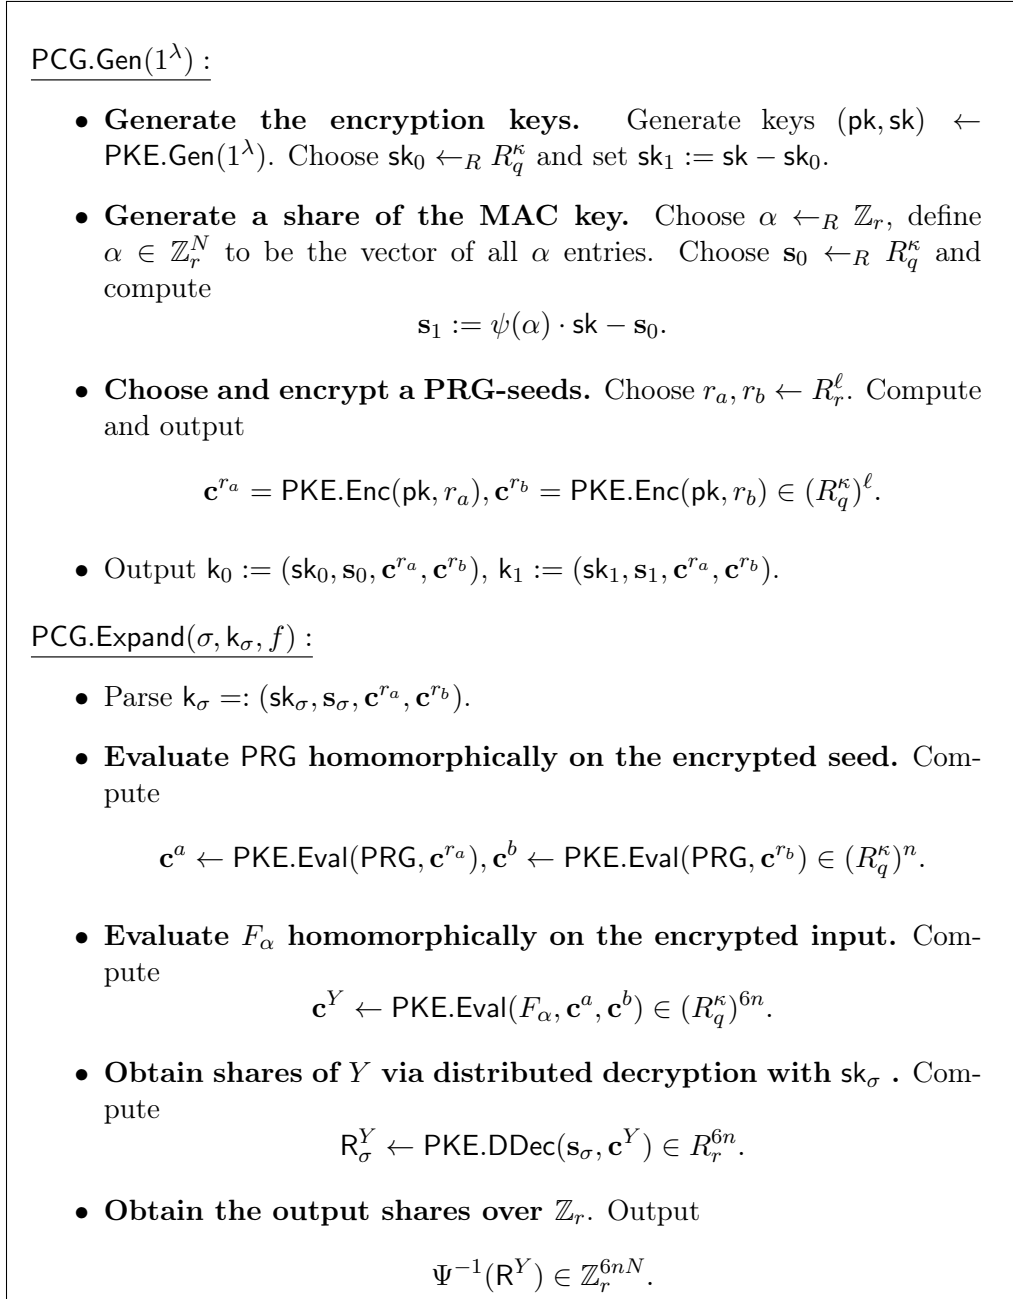 PCG.Gen(1^λ) :
• Generate the encryption keys. Generate keys (pk, sk) ←
PKE.Gen(1^λ). Choose sk_0 ←_R R_q^κ and set sk_1 := sk − sk_0.
• Generate a share of the MAC key. Choose α ←_R ℤ_r, define
α ∈ ℤ_r^N to be the vector of all α entries. Choose s_0 ←_R R_q^κ and
compute
s_1 := ψ(α) · sk − s_0.
• Choose and encrypt a PRG-seeds. Choose r_a, r_b ← R_r^ℓ. Compute
and output
c^{r_a} = PKE.Enc(pk, r_a), c^{r_b} = PKE.Enc(pk, r_b) ∈ (R_q^κ)^ℓ.
• Output k_0 := (sk_0, s_0, c^{r_a}, c^{r_b}), k_1 := (sk_1, s_1, c^{r_a}, c^{r_b}).
PCG.Expand(σ, k_σ, f) :
• Parse k_σ =: (sk_σ, s_σ, c^{r_a}, c^{r_b}).
• Evaluate PRG homomorphically on the encrypted seed. Com-
pute
c^a ← PKE.Eval(PRG, c^{r_a}), c^b ← PKE.Eval(PRG, c^{r_b}) ∈ (R_q^κ)^n.
• Evaluate F_α homomorphically on the encrypted input. Com-
pute
c^Y ← PKE.Eval(F_α, c^a, c^b) ∈ (R_q^κ)^{6n}.
• Obtain shares of Y via distributed decryption with sk_σ . Com-
pute
R_σ^Y ← PKE.DDec(s_σ, c^Y) ∈ R_r^{6n}.
• Obtain the output shares over ℤ_r. Output
Ψ^{−1}(R^Y) ∈ ℤ_r^{6nN}.